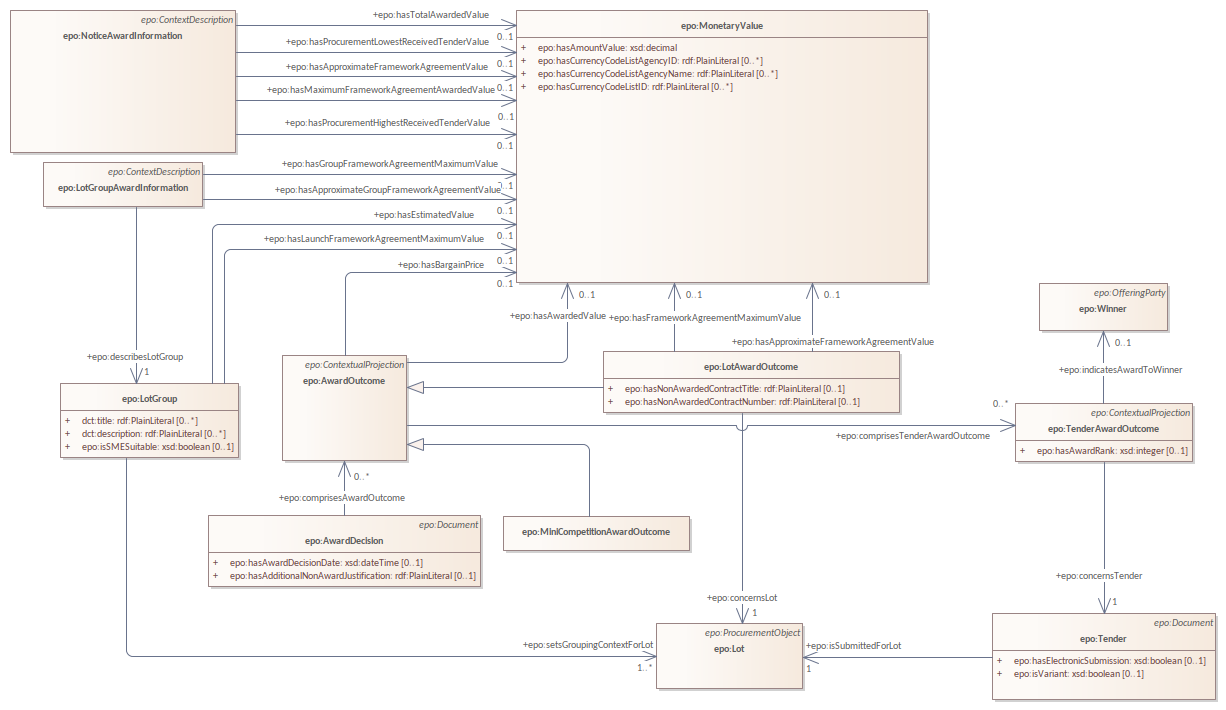 epo:ContextDescription
epo:NoticeAwardInformation
+epo:hasTotalAwardedValue
0..1
+epo:hasProcurementLowestReceivedTenderValue
0..1
+epo:hasApproximateFrameworkAgreementValue
0..1
+epo:hasMaximumFrameworkAgreementAwardedValue
0..1
+epo:hasProcurementHighestReceivedTenderValue
0..1
epo:MonetaryValue
+ epo:hasAmountValue: xsd:decimal
+ epo:hasCurrencyCodeListAgencyID: rdf:PlainLiteral [0..*]
+ epo:hasCurrencyCodeListAgencyName: rdf:PlainLiteral [0..*]
+ epo:hasCurrencyCodeListID: rdf:PlainLiteral [0..*]
epo:ContextDescription
epo:LotGroupAwardInformation
+epo:hasGroupFrameworkAgreementMaximumValue
0..1
+epo:hasApproximateGroupFrameworkAgreementValue
0..1
+epo:hasEstimatedValue
0..1
+epo:hasLaunchFrameworkAgreementMaximumValue
0..1
+epo:hasBargainPrice
0..1
0..1
0..1
0..1
+epo:hasAwardedValue
+epo:hasFrameworkAgreementMaximumValue
+epo:hasApproximateFrameworkAgreementValue
epo:OfferingParty
epo:Winner
0..1
+epo:indicatesAwardToWinner
+epo:describesLotGroup
1
epo:LotGroup
+ dct:title: rdf:PlainLiteral [0..*]
+ dct:description: rdf:PlainLiteral [0..*]
+ epo:isSMESuitable: xsd:boolean [0..1]
epo:ContextualProjection
epo:AwardOutcome
epo:LotAwardOutcome
+ epo:hasNonAwardedContractTitle: rdf:PlainLiteral [0..1]
+ epo:hasNonAwardedContractNumber: rdf:PlainLiteral [0..1]
0..*
+epo:comprisesTenderAwardOutcome
epo:ContextualProjection
epo:TenderAwardOutcome
+ epo:hasAwardRank: xsd:integer [0..1]
0..*
+epo:comprisesAwardOutcome
epo:Document
epo:AwardDecision
+ epo:hasAwardDecisionDate: xsd:dateTime [0..1]
+ epo:hasAdditionalNonAwardJustification: rdf:PlainLiteral [0..1]
epo:MiniCompetitionAwardOutcome
+epo:concernsLot
1
+epo:concernsTender
1
+epo:setsGroupingContextForLot
1..*
epo:ProcurementObject
epo:Lot
+epo:isSubmittedForLot
1
epo:Document
epo:Tender
+ epo:hasElectronicSubmission: xsd:boolean [0..1]
+ epo:isVariant: xsd:boolean [0..1]